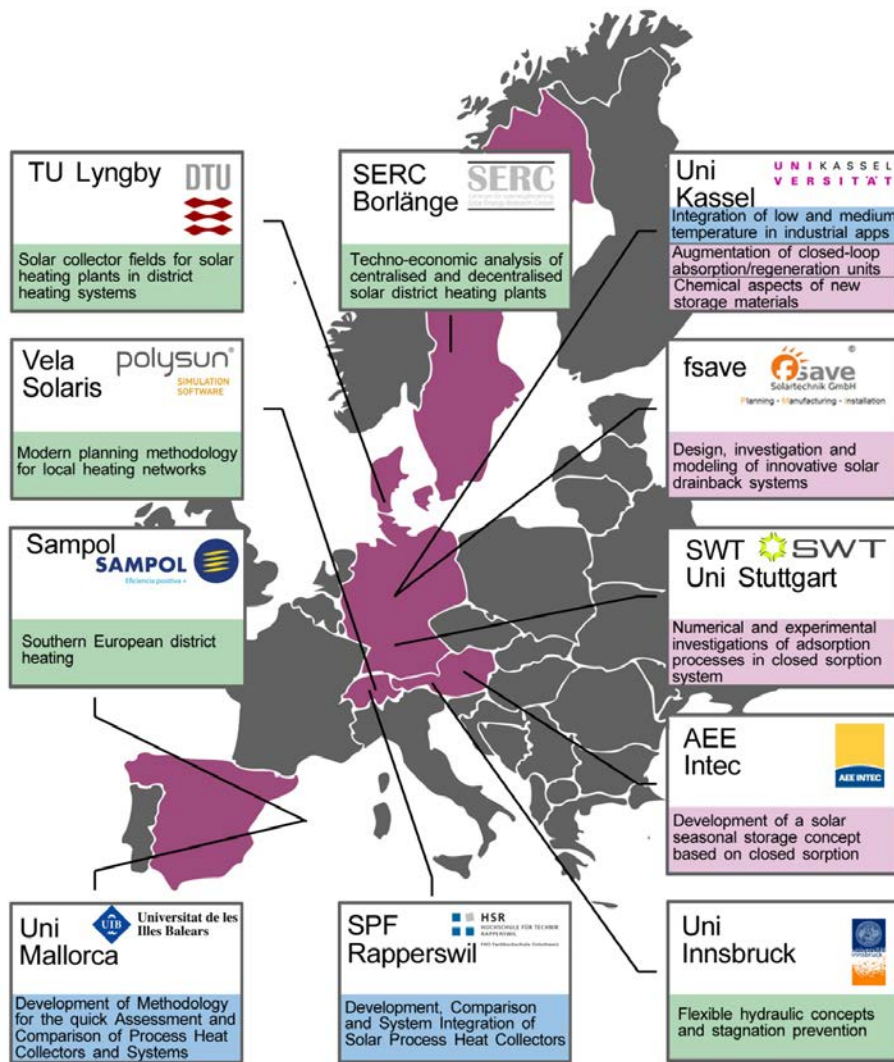 TU Lyngby
DTU
Solar collector fields for solar
heating plants in district
heating systems
SERC
Borlänge
SERC
Techno-economic analysis of
centralised and decentralised
solar district heating plants
Uni
Kassel
UNIKASSEL
VERSITÄT
Integration of low and medium
temperature in industrial apps
Augmentation of closed-loop
absorption/regeneration units
Chemical aspects of new
storage materials
Vela
Solaris
polysun®
SIMULATION
SOFTWARE
Modern planning methodology
for local heating networks
fsave
fsave ©
Solartechnik GmbH
Planning - Manufacturing - Installation
Design, investigation and
modeling of innovative solar
drainback systems
Sampol
SAMPOL
Eficiencia positiva +
Southern European district
heating
SWT
Uni Stuttgart
SWT
Numerical and experimental
investigations of adsorption
processes in closed sorption
system
AEE
Intec
AEE INTEC
Development of a solar
seasonal storage concept
based on closed sorption
Uni
Mallorca
UIB
Universitat de les
Illes Balears
Development of Methodology
for the quick Assessment and
Comparison of Process Heat
Collectors and Systems
SPF
Rapperswil
HSR
HOCHSCHULE FÜR TECHNIK
RAPPERSWIL
Development, Comparison
and System Integration of
Solar Process Heat Collectors
Uni
Innsbruck
innsbruck
Flexible hydraulic concepts
and stagnation prevention